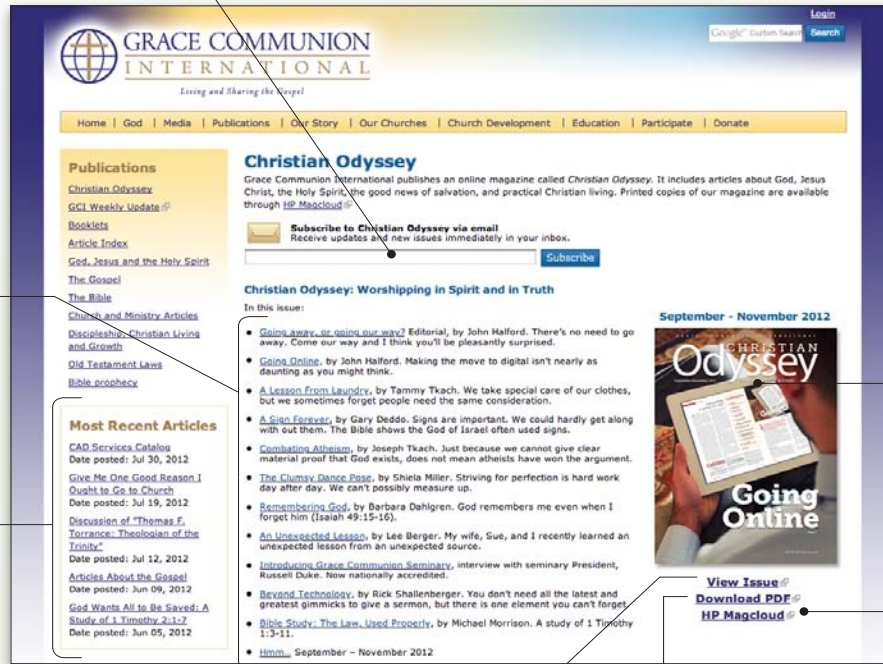 Login
GRACE COMMUNION
INTERNATIONAL
Living and Sharing the Gospel
Google™ Custom Search
Search
Home | God | Media | Publications | Our Story | Our Churches | Church Development | Education | Participate | Donate
Publications
Christian Odyssey
GCI Weekly Update
Booklets
Article Index
God, Jesus and the Holy Spirit
The Gospel
The Bible
Church and Ministry Articles
Discipleship, Christian Living
and Growth
Old Testament Laws
Bible prophecy
Most Recent Articles
CAD Services Catalog
Date posted: Jul 30, 2012
Give Me One Good Reason I
Ought to Go to Church
Date posted: Jul 19, 2012
Discussion of "Thomas F.
Torrance: Theologian of the
Trinity"
Date posted: Jul 12, 2012
Articles About the Gospel
Date posted: Jun 09, 2012
God Wants All to Be Saved: A
Study of 1 Timothy 2:1-7
Date posted: Jun 05, 2012
Christian Odyssey
Grace Communion International publishes an online magazine called Christian Odyssey. It includes articles about God, Jesus
Christ, the Holy Spirit, the good news of salvation, and practical Christian living. Printed copies of our magazine are available
through HP Magcloud
Subscribe to Christian Odyssey via email
Receive updates and new issues immediately in your inbox.
Subscribe
Christian Odyssey: Worshipping in Spirit and in Truth
In this issue:
• Going away, or going our way? Editorial, by John Halford. There's no need to go
away. Come our way and I think you'll be pleasantly surprised.
• Going Online, by John Halford. Making the move to digital isn't nearly as
daunting as you might think.
• A Lesson From Laundry, by Tammy Tkach. We take special care of our clothes,
but we sometimes forget people need the same consideration.
• A Sign Forever, by Gary Deddo. Signs are important. We could hardly get along
with out them. The Bible shows the God of Israel often used signs.
• Combating Atheism, by Joseph Tkach. Just because we cannot give clear
material proof that God exists, does not mean atheists have won the argument.
• The Clumsy Dance Pose, by Shiela Miller. Striving for perfection is hard work
day after day. We can't possibly measure up.
• Remembering God, by Barbara Dahlgren. God remembers me even when I
forget him (Isaiah 49:15-16).
• An Unexpected Lesson, by Lee Berger. My wife, Sue, and I recently learned an
unexpected lesson from an unexpected source.
• Introducing Grace Communion Seminary, interview with seminary President,
Russell Duke. Now nationally accredited.
• Beyond Technology, by Rick Shallenberger. You don't need all the latest and
greatest gimmicks to give a sermon, but there is one element you can't forget.
• Bible Study: The Law, Used Properly, by Michael Morrison. A study of 1 Timothy
1:3-11.
• Hmm... September – November 2012
September - November 2012
CHRISTIAN
Odyssey
Going
Online
View Issue
Download PDF
HP Magcloud